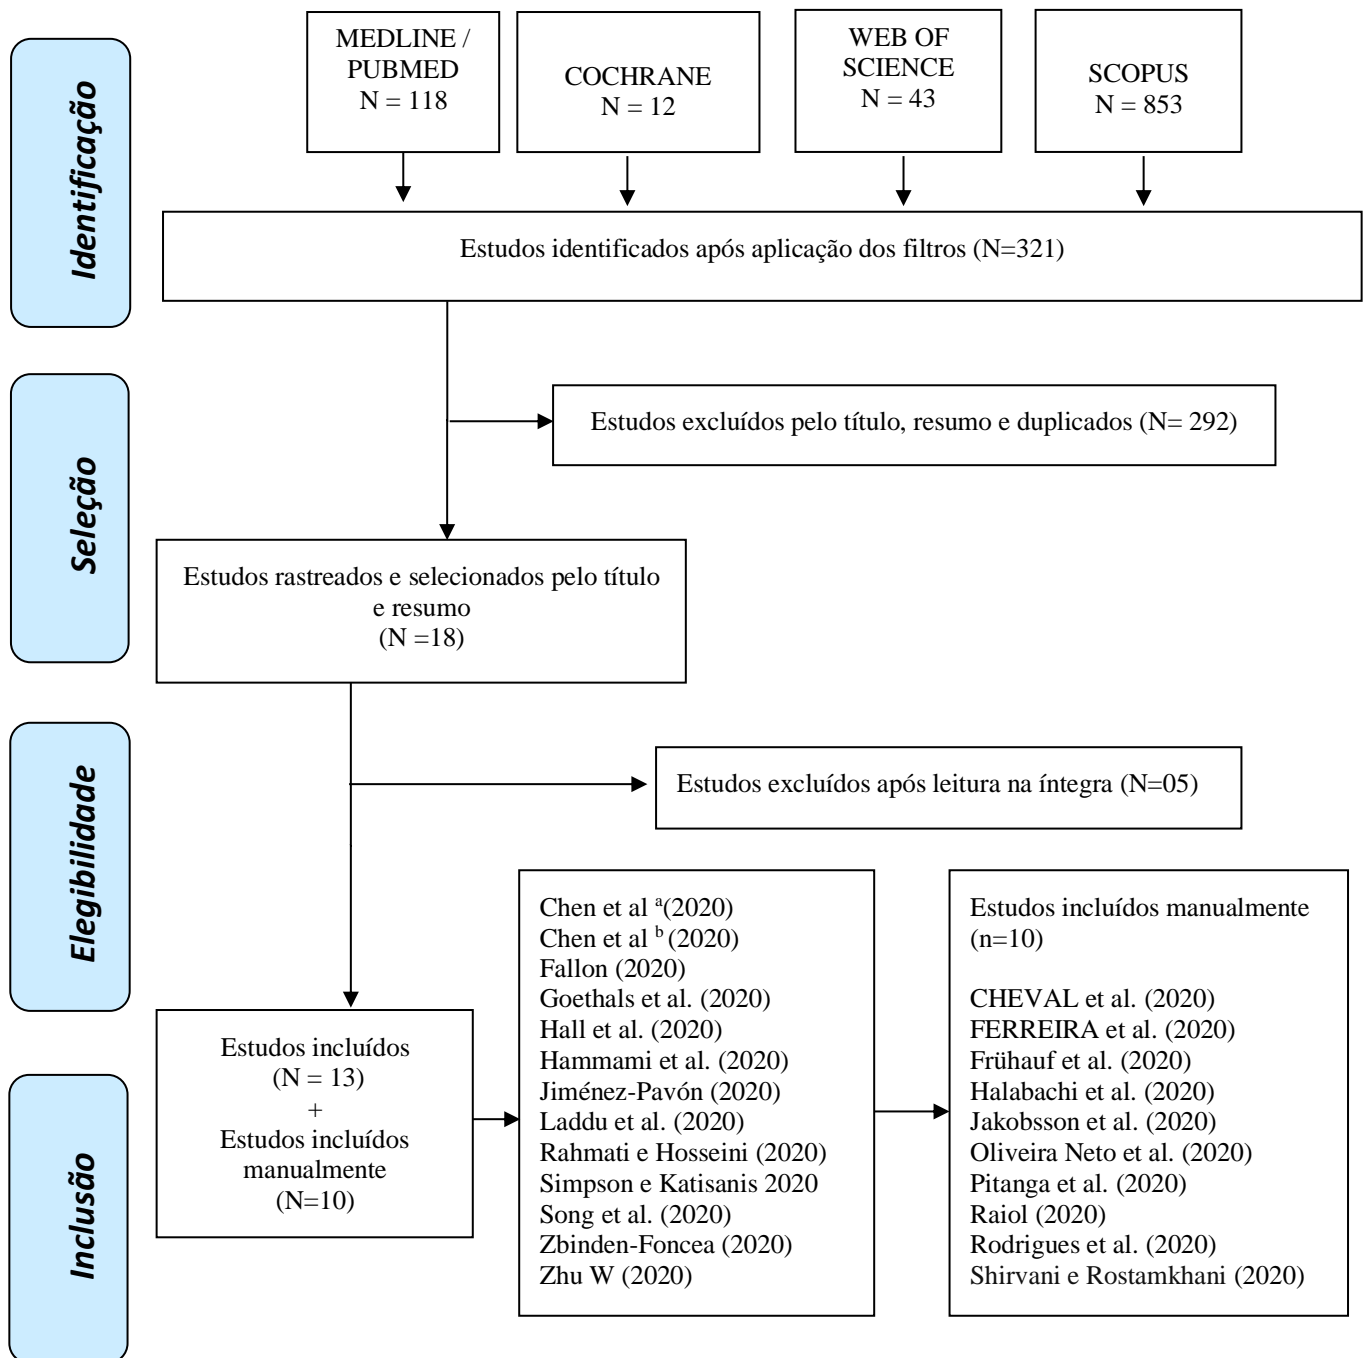 Identificação
MEDLINE /
PUBMED
N = 118
COCHRANE
N = 12
WEB OF
SCIENCE
N = 43
SCOPUS
N = 853
Estudos identificados após aplicação dos filtros (N=321)
Seleção
Estudos excluídos pelo título, resumo e duplicados (N= 292)
Estudos rastreados e selecionados pelo título
e resumo
(N =18)
Elegibilidade
Estudos excluídos após leitura na íntegra (N=05)
Inclusão
Estudos incluídos
(N = 13)
+
Estudos incluídos
manualmente
(N=10)
Chen et al ª(2020)
Chen et al ᵇ (2020)
Fallon (2020)
Goethals et al. (2020)
Hall et al. (2020)
Hammami et al. (2020)
Jiménez-Pavón (2020)
Laddu et al. (2020)
Rahmati e Hosseini (2020)
Simpson e Katisanis 2020
Song et al. (2020)
Zbinden-Foncea (2020)
Zhu W (2020)
Estudos incluídos manualmente
(n=10)
CHEVAL et al. (2020)
FERREIRA et al. (2020)
Frühauf et al. (2020)
Halabachi et al. (2020)
Jakobsson et al. (2020)
Oliveira Neto et al. (2020)
Pitanga et al. (2020)
Raiol (2020)
Rodrigues et al. (2020)
Shirvani e Rostamkhani (2020)